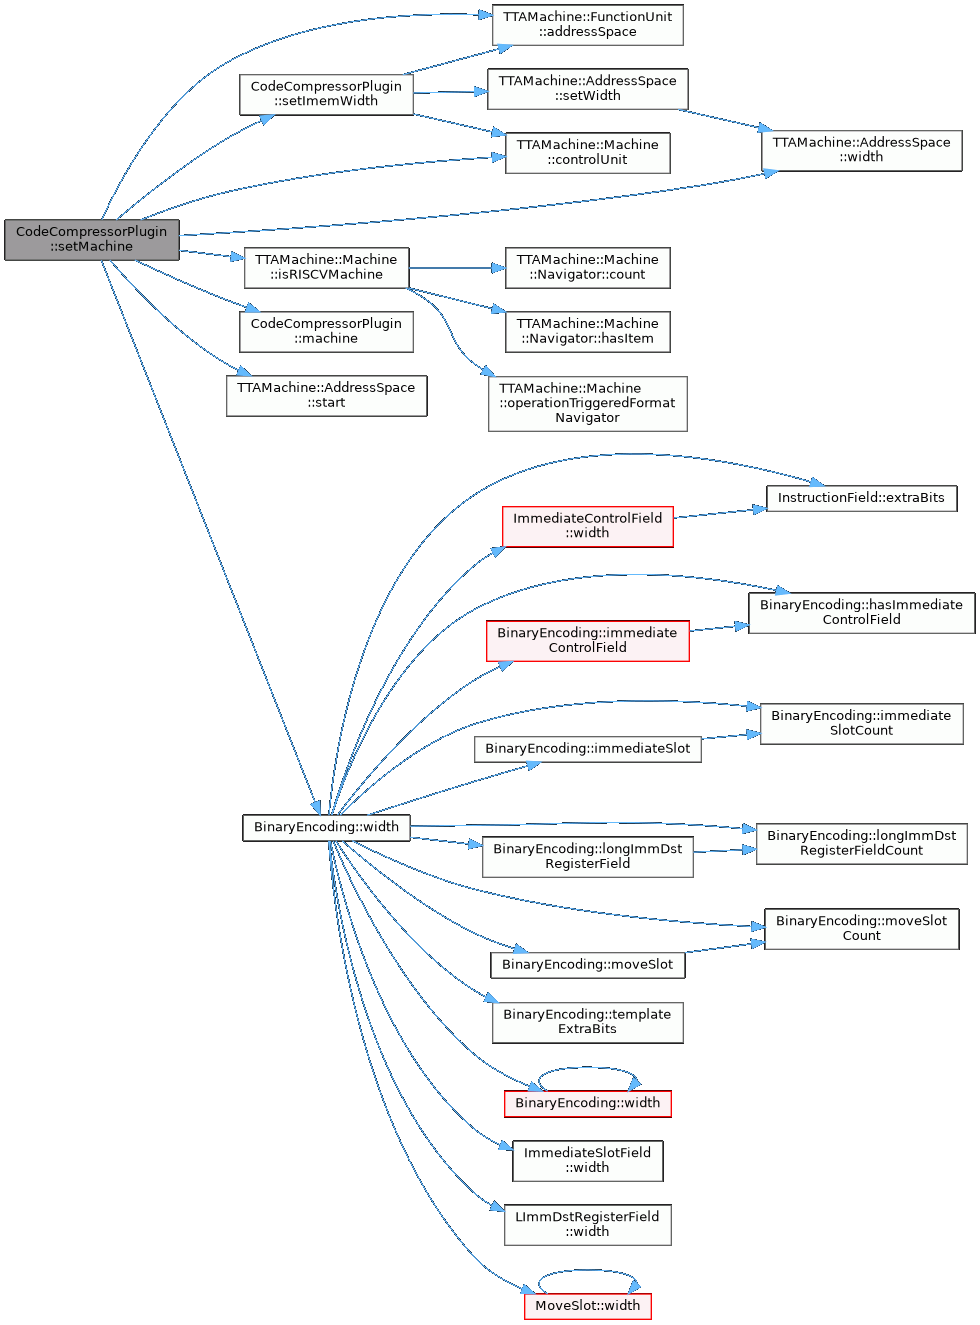 TTAMachine::FunctionUnit
::addressSpace
CodeCompressorPlugin
::setImemWidth
TTAMachine::AddressSpace
::setWidth
TTAMachine::Machine
::controlUnit
TTAMachine::AddressSpace
::width
CodeCompressorPlugin
::setMachine
TTAMachine::Machine
::isRISCVMachine
TTAMachine::Machine
::Navigator::count
CodeCompressorPlugin
::machine
TTAMachine::Machine
::Navigator::hasItem
TTAMachine::AddressSpace
::start
TTAMachine::Machine
::operationTriggeredFormat
Navigator
InstructionField::extraBits
ImmediateControlField
::width
BinaryEncoding::hasImmediate
ControlField
BinaryEncoding::immediate
ControlField
BinaryEncoding::immediate
SlotCount
BinaryEncoding::immediateSlot
BinaryEncoding::width
BinaryEncoding::longImmDst
RegisterFieldCount
BinaryEncoding::longImmDst
RegisterField
BinaryEncoding::moveSlot
Count
BinaryEncoding::moveSlot
BinaryEncoding::template
ExtraBits
BinaryEncoding::width
ImmediateSlotField
::width
LImmDstRegisterField
::width
MoveSlot::width